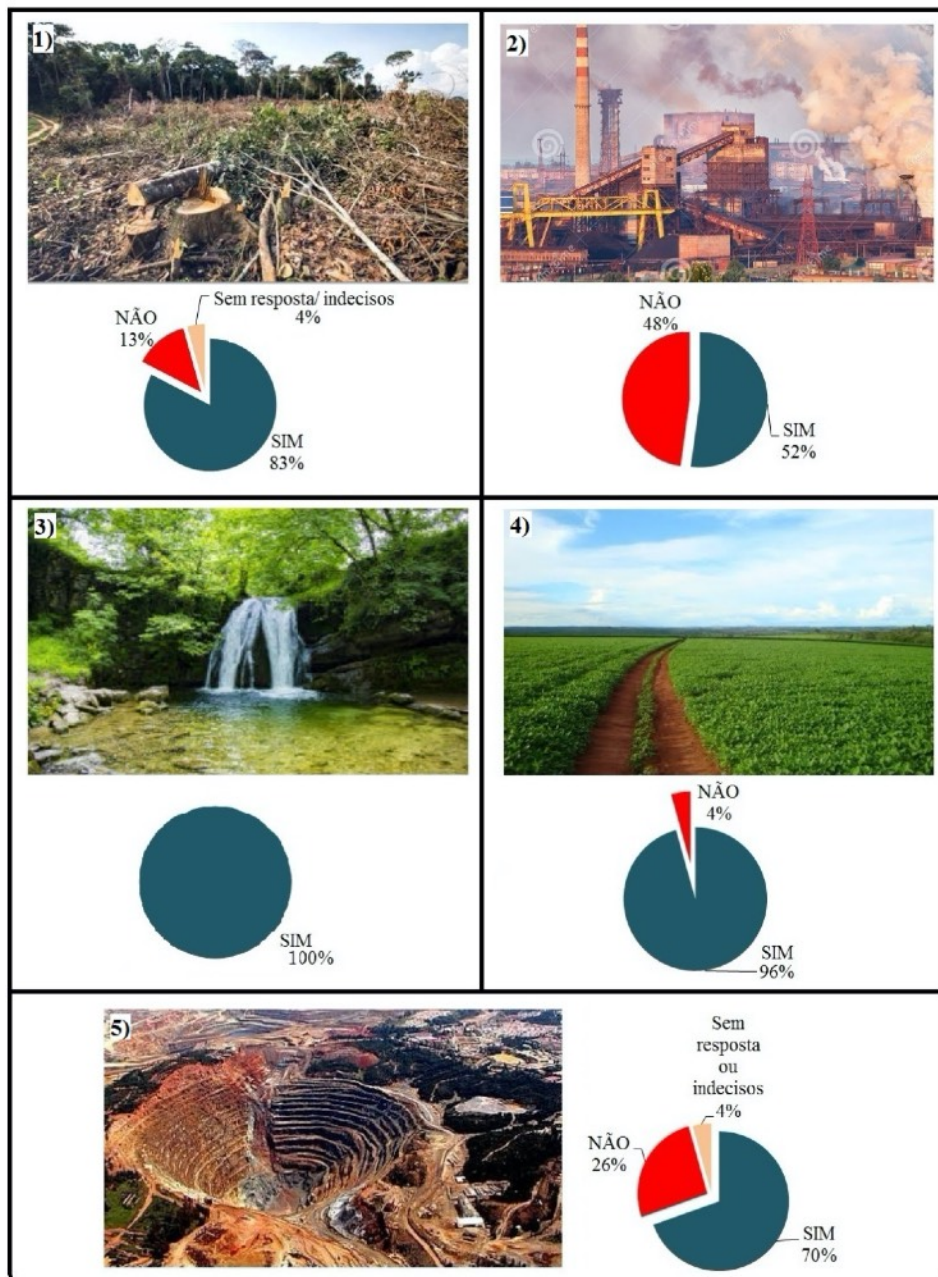 1)
Sem resposta/ indecisos
4%
NÃO
13%
SIM
83%
2)
NÃO
48%
SIM
52%
3)
SIM
100%
4)
NÃO
4%
SIM
96%
5)
Sem
resposta
ou
indecisos
4%
NÃO
26%
SIM
70%